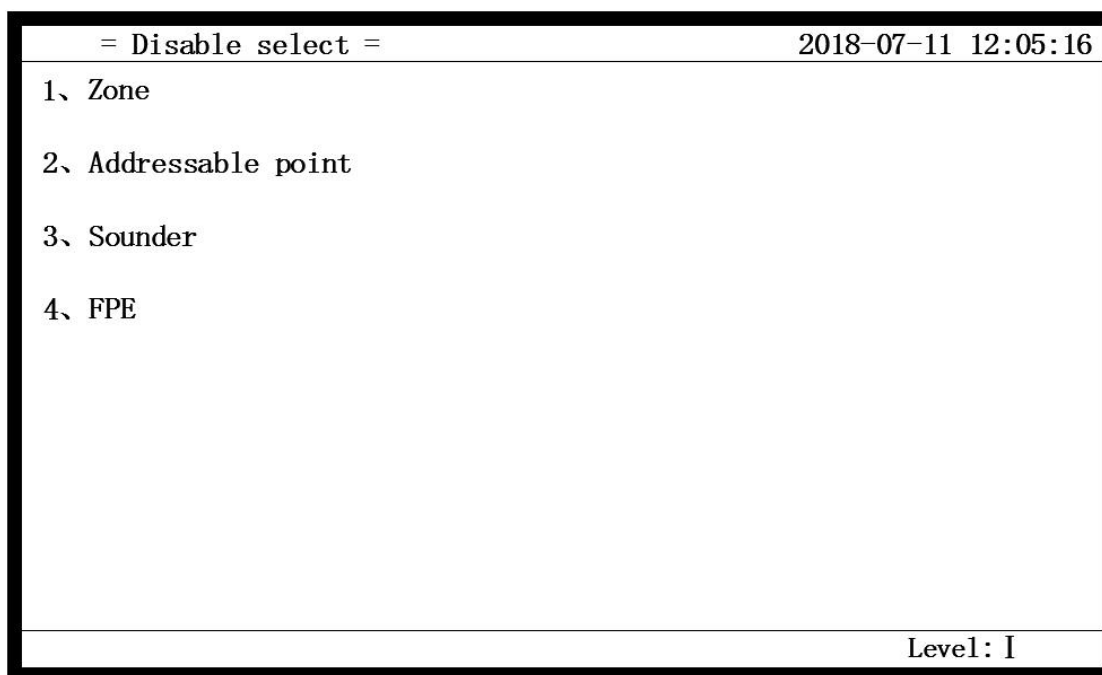 = Disable select = 2018-07-11 12:05:16
1、Zone
2、Addressable point
3、Sounder
4、FPE
Level: I